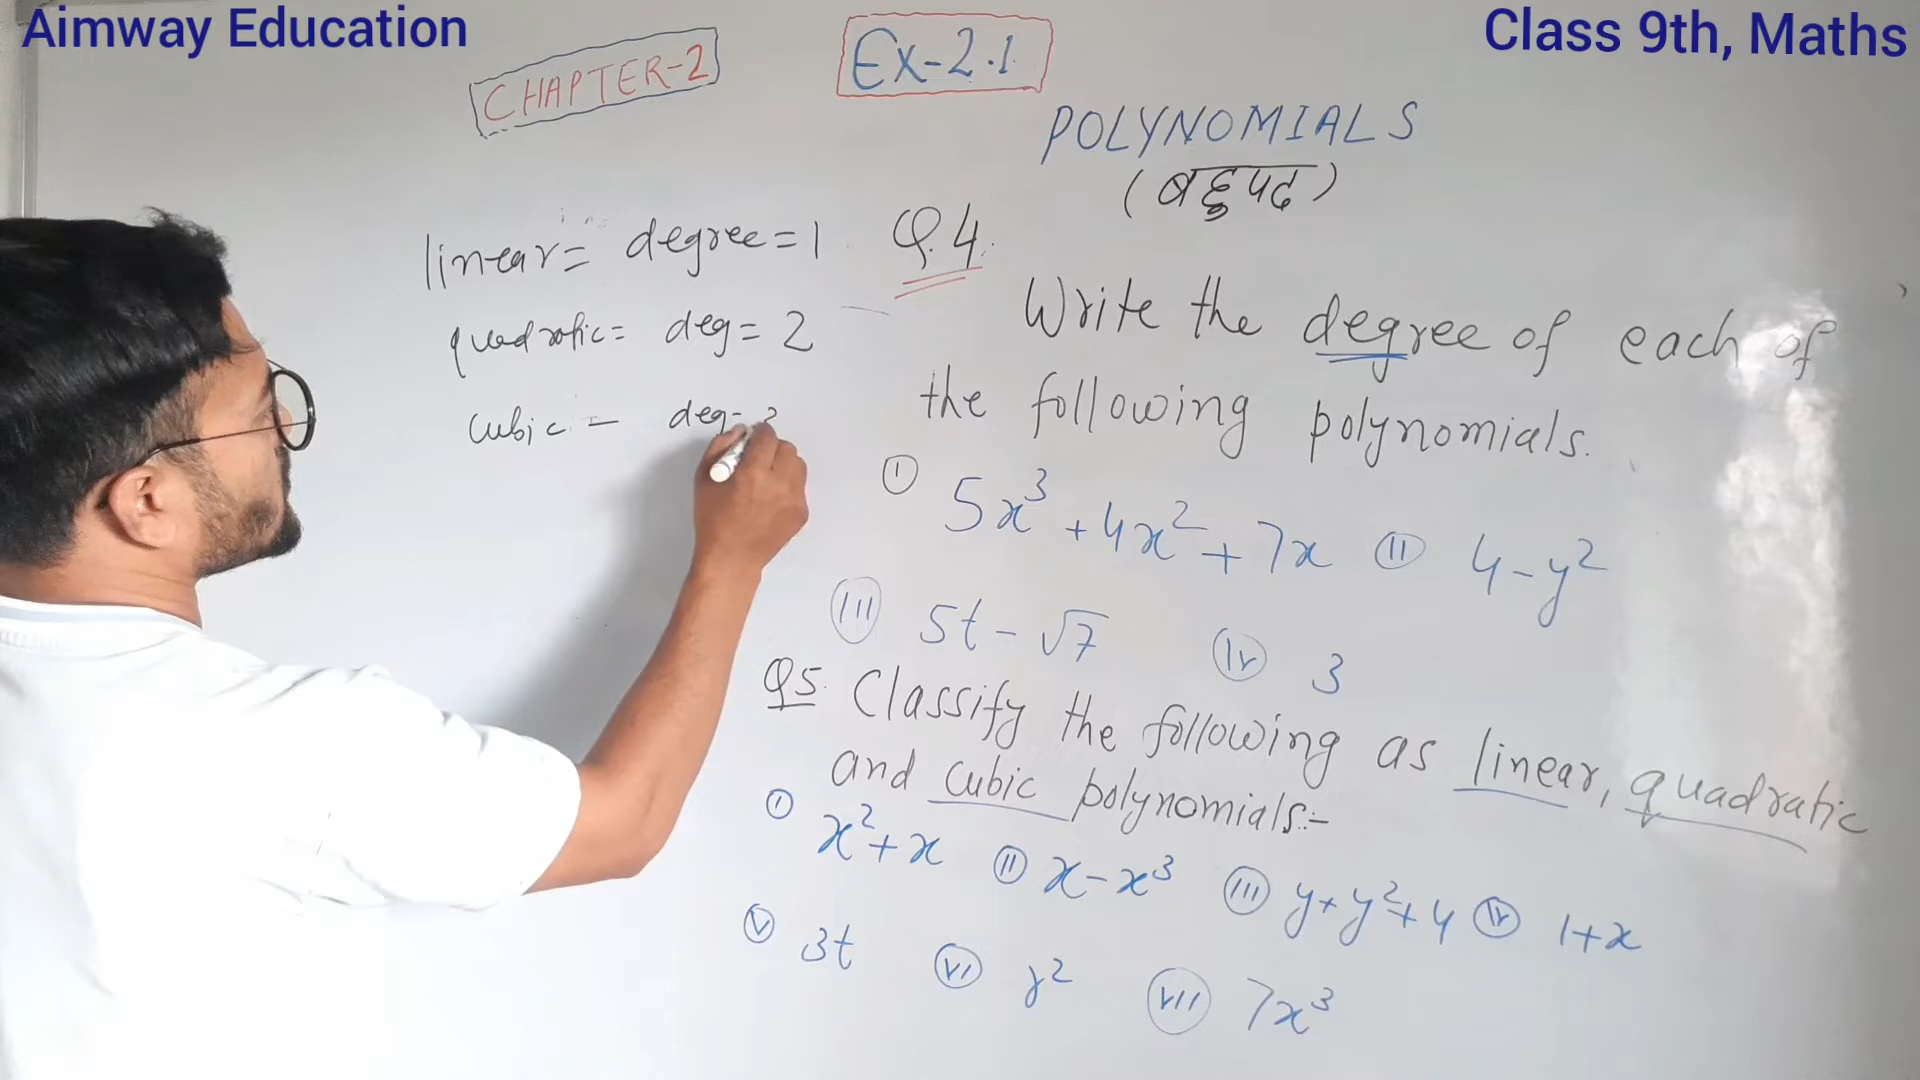 Aimway Education
Class 9th, Maths
CHAPTER-2
Ex-2.1
POLYNOMIALS
(बहुपद)
linear = degree = 1
quadratic = deg = 2
cubic - deg - 3
Q.4.
Write the degree of each of
the following polynomials.
(i) 5x³ + 4x² + 7x (ii) 4 - y²
(iii) 5t - √7 (iv) 3
Q5. Classify the following as linear, quadratic
and cubic polynomials:-
(i) x² + x (ii) x - x³ (iii) y + y² + 4 (iv) 1 + x
(v) 3t (vi) r² (vii) 7x³